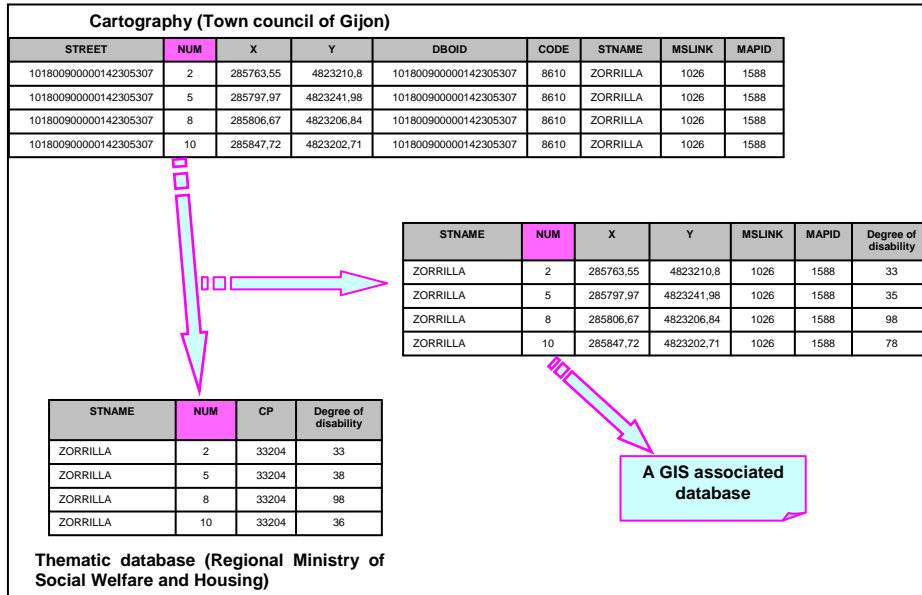 Cartography (Town council of Gijon)
STREET NUM X Y DBOID CODE STNAME MSLINK MAPID
101800900000142305307 2 285763,55 4823210,8 101800900000142305307 8610 ZORRILLA 1026 1588
101800900000142305307 5 285797,97 4823241,98 101800900000142305307 8610 ZORRILLA 1026 1588
101800900000142305307 8 285806,67 4823206,84 101800900000142305307 8610 ZORRILLA 1026 1588
101800900000142305307 10 285847,72 4823202,71 101800900000142305307 8610 ZORRILLA 1026 1588
STNAME NUM X Y MSLINK MAPID Degree of
disability
ZORRILLA 2 285763,55 4823210,8 1026 1588 33
ZORRILLA 5 285797,97 4823241,98 1026 1588 35
ZORRILLA 8 285806,67 4823206,84 1026 1588 98
ZORRILLA 10 285847,72 4823202,71 1026 1588 78
STNAME NUM CP Degree of
disability
ZORRILLA 2 33204 33
ZORRILLA 5 33204 38
ZORRILLA 8 33204 98
ZORRILLA 10 33204 36
A GIS associated
database
Thematic database (Regional Ministry of
Social Welfare and Housing)